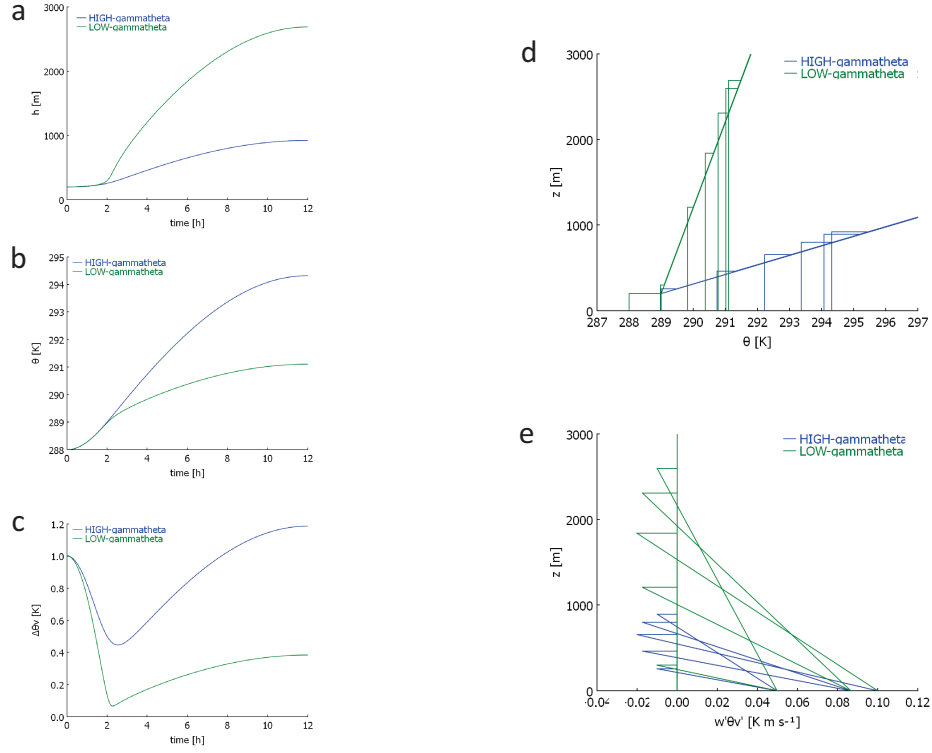 a
HIGH-gammatheta
LOW-gammatheta
3000
2000
1000
0
h [m]
0 2 4 6 8 10 12
time [h]
b
HIGH-gammatheta
LOW-gammatheta
295
294
293
292
291
290
289
288
θ [K]
0 2 4 6 8 10 12
time [h]
c
HIGH-gammatheta
LOW-gammatheta
1.2
1.0
0.8
0.6
0.4
0.2
0.0
Δθv [K]
0 2 4 6 8 10 12
time [h]
d
HIGH-gammatheta
LOW-gammatheta
3000
2000
1000
0
z [m]
287 288 289 290 291 292 293 294 295 296 297
θ [K]
e
HIGH-gammatheta
LOW-gammatheta
3000
2000
1000
0
z [m]
-0.04 -0.02 0.00 0.02 0.04 0.06 0.08 0.10 0.12
w'θv' [K m s⁻¹]